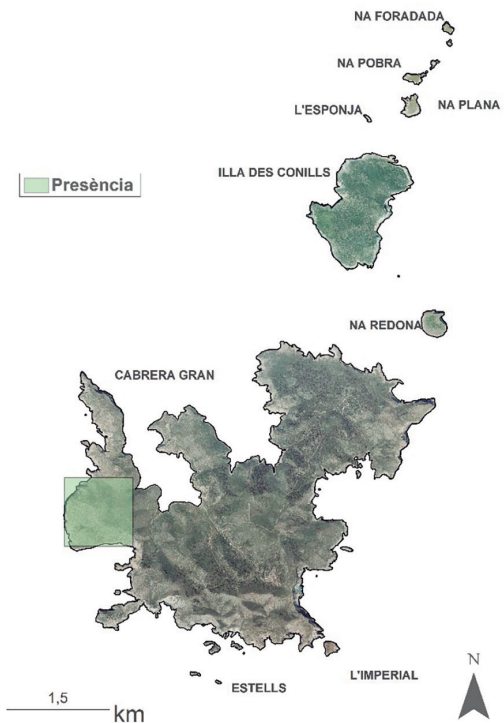 NA FORADADA
NA POBRA
L'ESPONJA
NA PLANA
ILLA DES CONILLS
Presència
NA REDONA
CABRERA GRAN
N
L'IMPERIAL
ESTELLS
1,5
km